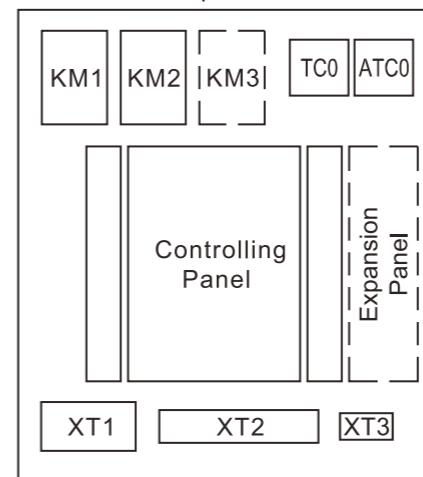 KM1
KM2
KM3
TC0
ATC0
Controlling
Panel
Expansion
Panel
XT1
XT2
XT3